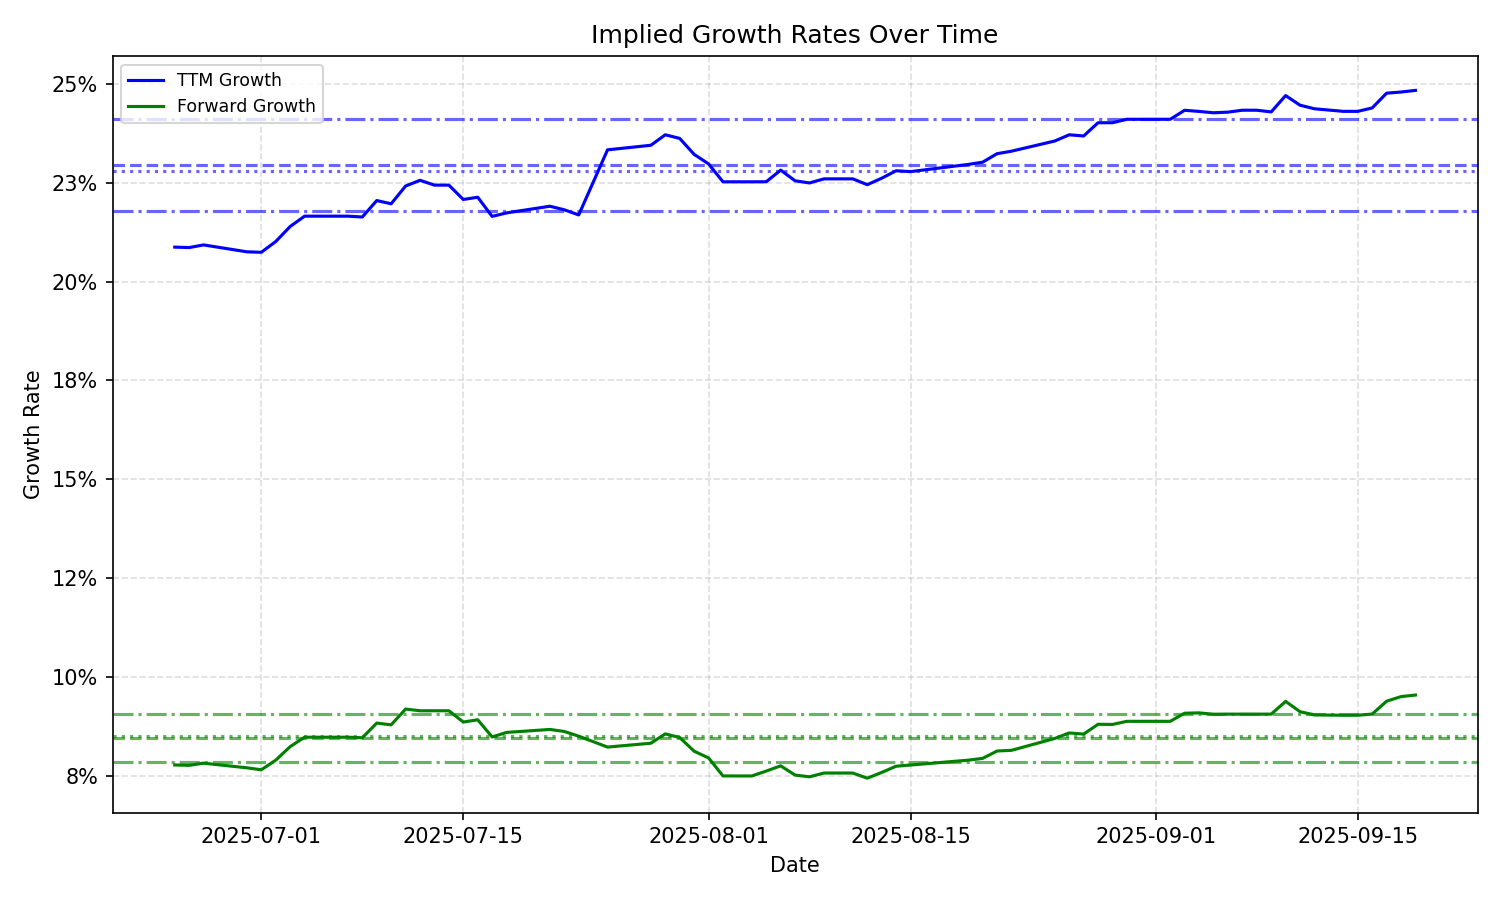 Implied Growth Rates Over Time
TTM Growth
Forward Growth
25%
23%
20%
18%
15%
12%
10%
8%
Growth Rate
2025-07-01
2025-07-15
2025-08-01
2025-08-15
2025-09-01
2025-09-15
Date